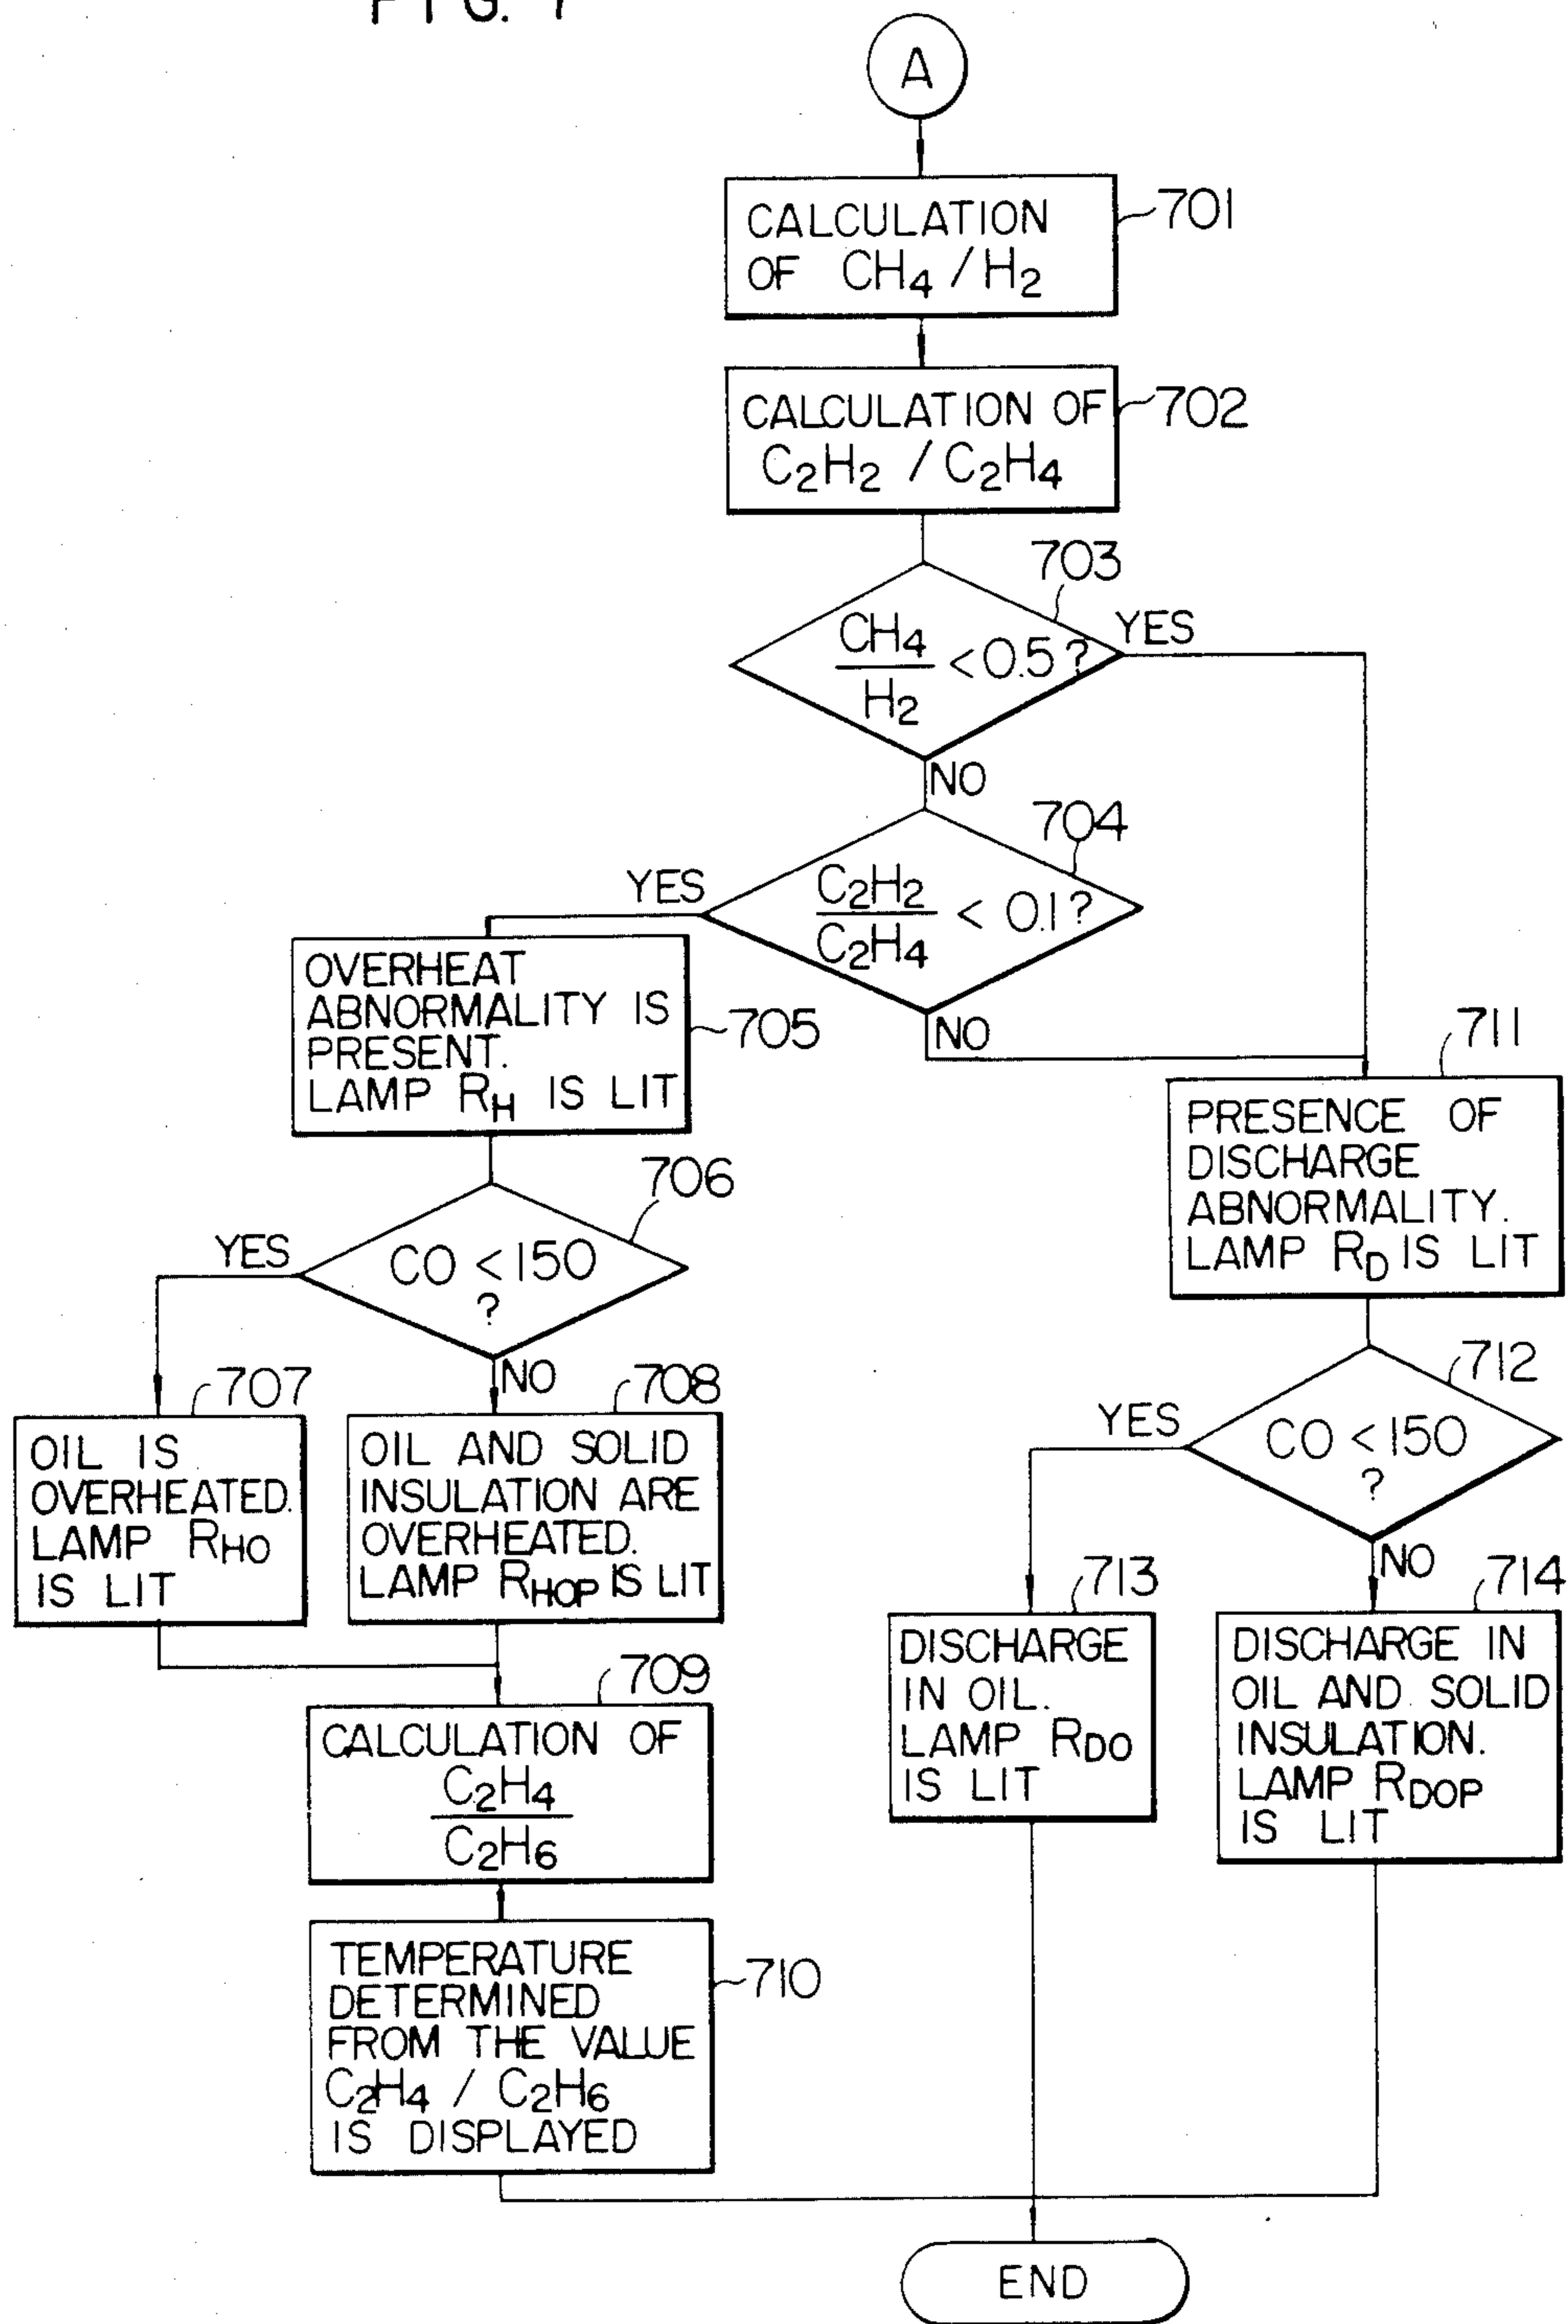 FIG. 7
A
CALCULATION
OF CH4 / H2
701
CALCULATION OF
C2H2 / C2H4
702
703
CH4
H2
< 0.5 ?
YES
NO
704
C2H2
C2H4
< 0.1 ?
YES
NO
OVERHEAT
ABNORMALITY IS
PRESENT.
LAMP RH IS LIT
705
711
PRESENCE OF
DISCHARGE
ABNORMALITY.
LAMP RD IS LIT
706
CO < 150
?
YES
NO
707
OIL IS
OVERHEATED.
LAMP RHO
IS LIT
708
OIL AND SOLID
INSULATION ARE
OVERHEATED.
LAMP RHOP IS LIT
712
CO < 150
?
YES
NO
713
DISCHARGE
IN OIL.
LAMP RDO
IS LIT
714
DISCHARGE IN
OIL AND SOLID
INSULATION.
LAMP RDOP
IS LIT
709
CALCULATION OF
C2H4
C2H6
TEMPERATURE
DETERMINED
FROM THE VALUE
C2H4 / C2H6
IS DISPLAYED
710
END